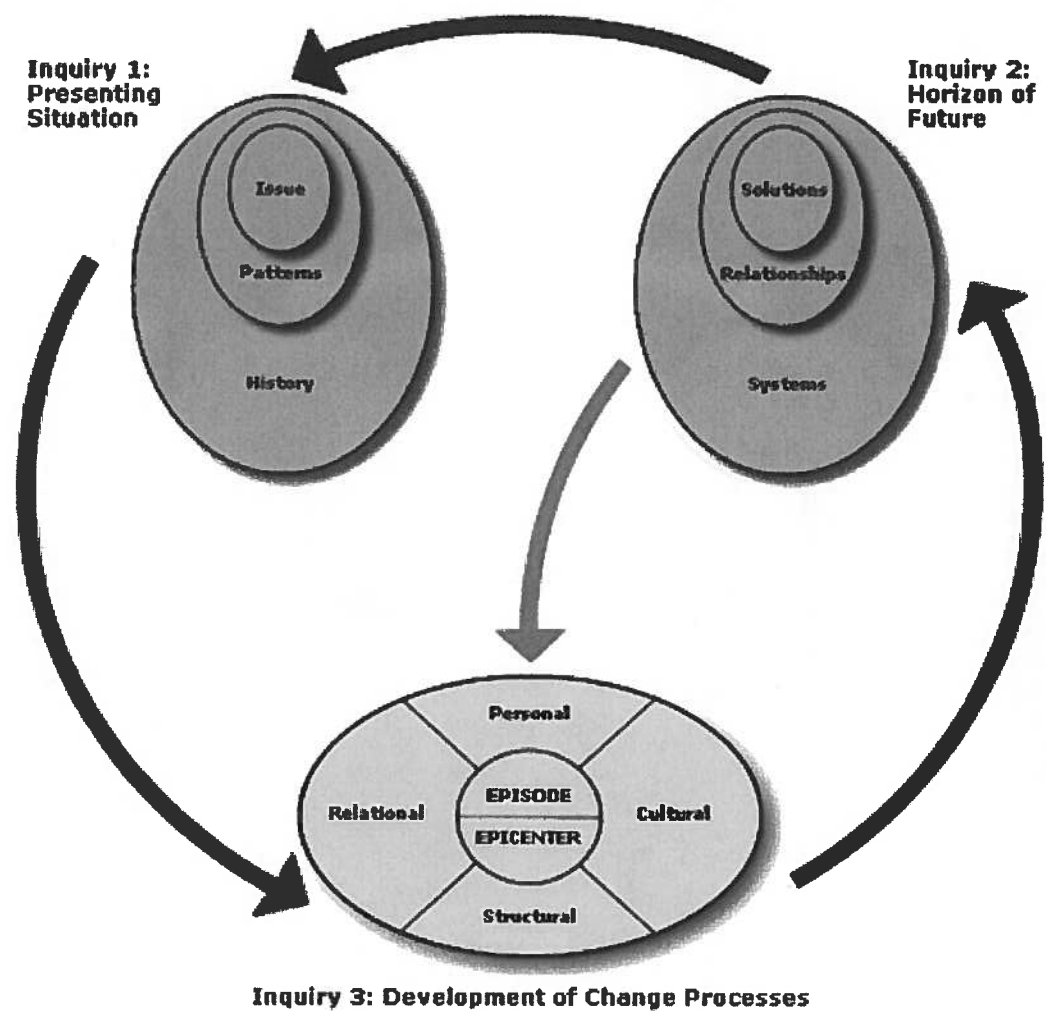 Inquiry 1:
Presenting
Situation
Issue
Patterns
History
Inquiry 2:
Horizon of
Future
Solutions
Relationships
Systems
Personal
Relational
EPISODE
EPICENTER
Cultural
Structural
Inquiry 3: Development of Change Processes